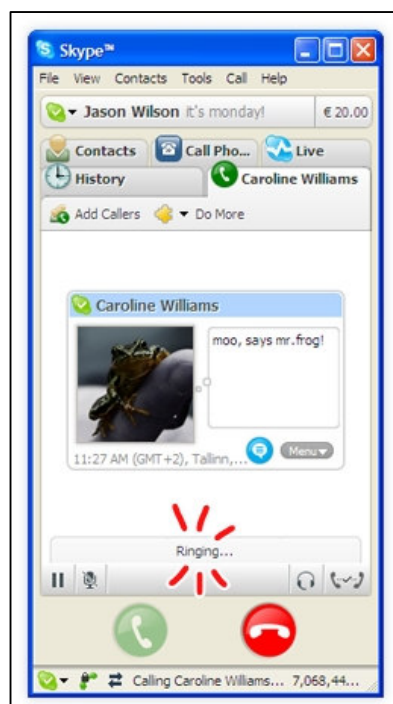 Skype™
File View Contacts Tools Call Help
Jason Wilson it's monday! € 20.00
Contacts Call Pho... Live
History Caroline Williams
Add Callers Do More
Caroline Williams
moo, says mr.frog!
11:27 AM (GMT+2), Tallinn,... Menu
Ringing...
Calling Caroline Williams... 7,068,44...